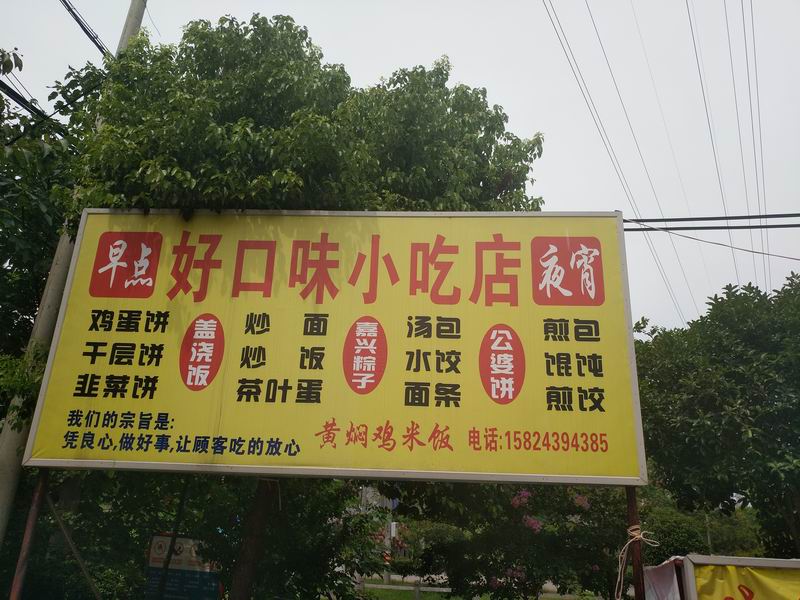 早点 好口味小吃店 夜宵
鸡蛋饼
千层饼
韭菜饼
盖浇饭
炒面
炒饭
茶叶蛋
嘉兴粽子
汤包
水饺
面条
公婆饼
煎包
馄饨
煎饺
我们的宗旨是:
凭良心,做好事,让顾客吃的放心
黄焖鸡米饭 电话:15824394385